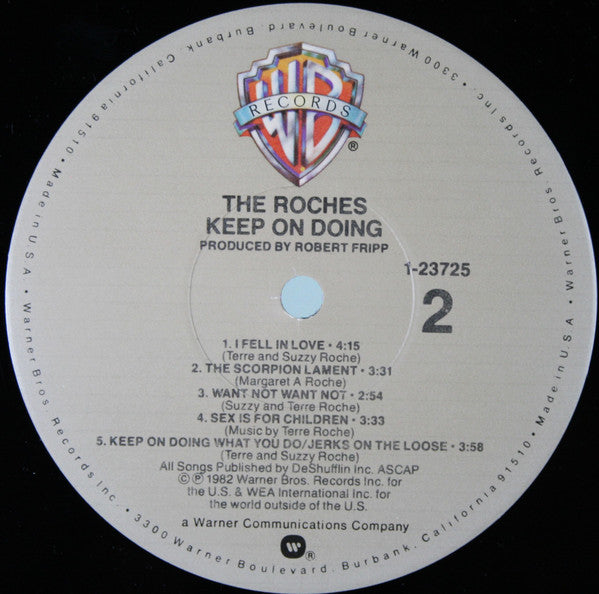 WB
RECORDS
®
THE ROCHES
KEEP ON DOING
PRODUCED BY ROBERT FRIPP
1-23725
2
1. I FELL IN LOVE • 4:15
(Terre and Suzzy Roche)
2. THE SCORPION LAMENT • 3:31
(Margaret A Roche)
3. WANT NOT WANT NOT • 2:54
(Suzzy and Terre Roche)
4. SEX IS FOR CHILDREN • 3:33
(Music by Terre Roche)
5. KEEP ON DOING WHAT YOU DO/JERKS ON THE LOOSE • 3:58
(Terre and Suzzy Roche)
All Songs Published by DeShufflin Inc. ASCAP
©℗ 1982 Warner Bros. Records Inc. for
the U.S. & WEA International Inc. for
the world outside of the U.S.
a Warner Communications Company
®
Made in U.S.A • Warner Bros. Records Inc. • 3300 Warner Boulevard, Burbank, California 91510 • Made in U.S.A • Warner Bros. Records Inc. • 3300 Warner Boulevard, Burbank, California 91510 •